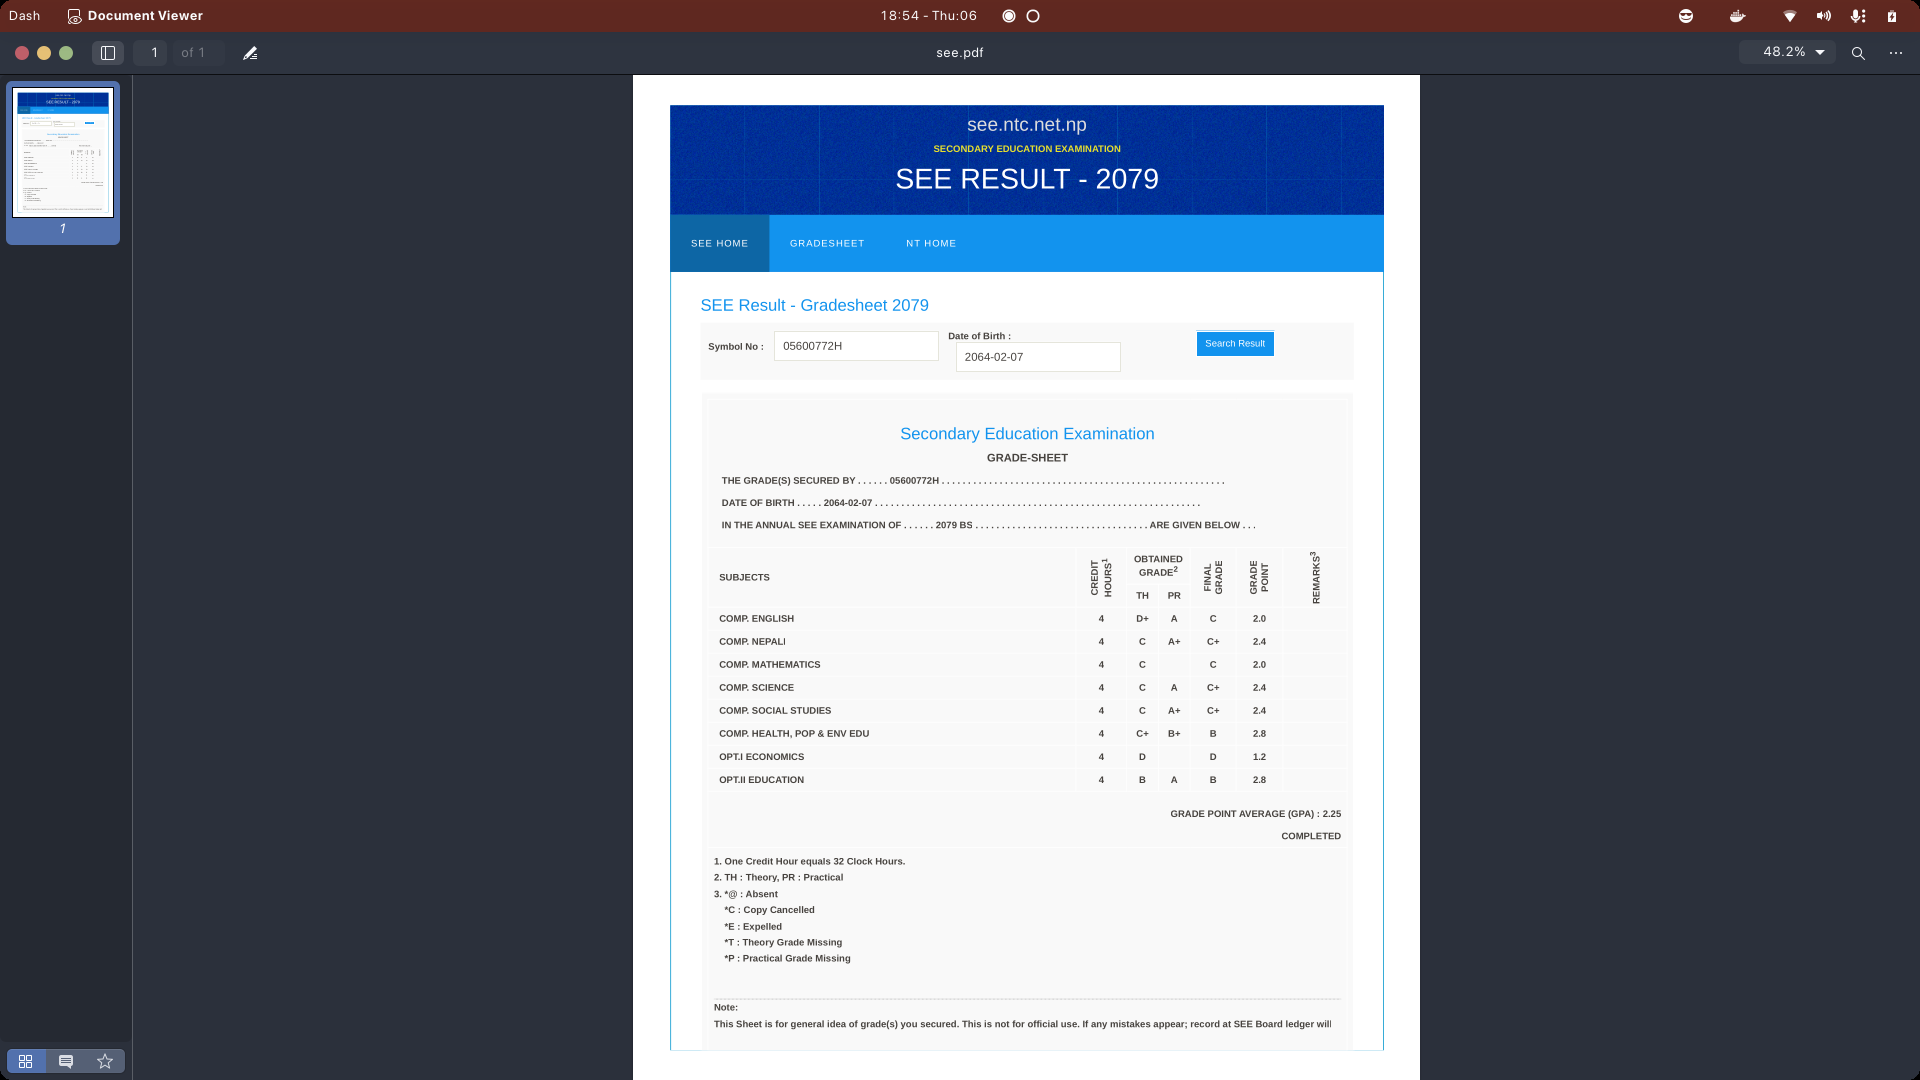 Dash Document Viewer 18:54 - Thu:06
1 of 1 see.pdf 48.2%
1
see.ntc.net.np
SECONDARY EDUCATION EXAMINATION
SEE RESULT - 2079
SEE HOME GRADESHEET NT HOME
SEE Result - Gradesheet 2079
Symbol No : 05600772H Date of Birth : 2064-02-07 Search Result
Secondary Education Examination
GRADE-SHEET
THE GRADE(S) SECURED BY . . . . . . 05600772H . . . . . . . . . . . . . . . . . . . . . . . . . . . . . . . . . . . . . . . . . . . . . . . . . . . . . .
DATE OF BIRTH . . . . . 2064-02-07 . . . . . . . . . . . . . . . . . . . . . . . . . . . . . . . . . . . . . . . . . . . . . . . . . . . . . . . . . . . . . .
IN THE ANNUAL SEE EXAMINATION OF . . . . . . 2079 BS . . . . . . . . . . . . . . . . . . . . . . . . . . . . . . . . . ARE GIVEN BELOW . . .
SUBJECTS CREDIT HOURS1 OBTAINED GRADE2 FINAL GRADE GRADE POINT REMARKS3
TH PR
COMP. ENGLISH 4 D+ A C 2.0
COMP. NEPALI 4 C A+ C+ 2.4
COMP. MATHEMATICS 4 C C 2.0
COMP. SCIENCE 4 C A C+ 2.4
COMP. SOCIAL STUDIES 4 C A+ C+ 2.4
COMP. HEALTH, POP & ENV EDU 4 C+ B+ B 2.8
OPT.I ECONOMICS 4 D D 1.2
OPT.II EDUCATION 4 B A B 2.8
GRADE POINT AVERAGE (GPA) : 2.25
COMPLETED
1. One Credit Hour equals 32 Clock Hours.
2. TH : Theory, PR : Practical
3. *@ : Absent
*C : Copy Cancelled
*E : Expelled
*T : Theory Grade Missing
*P : Practical Grade Missing
Note:
This Sheet is for general idea of grade(s) you secured. This is not for official use. If any mistakes appear; record at SEE Board ledger will